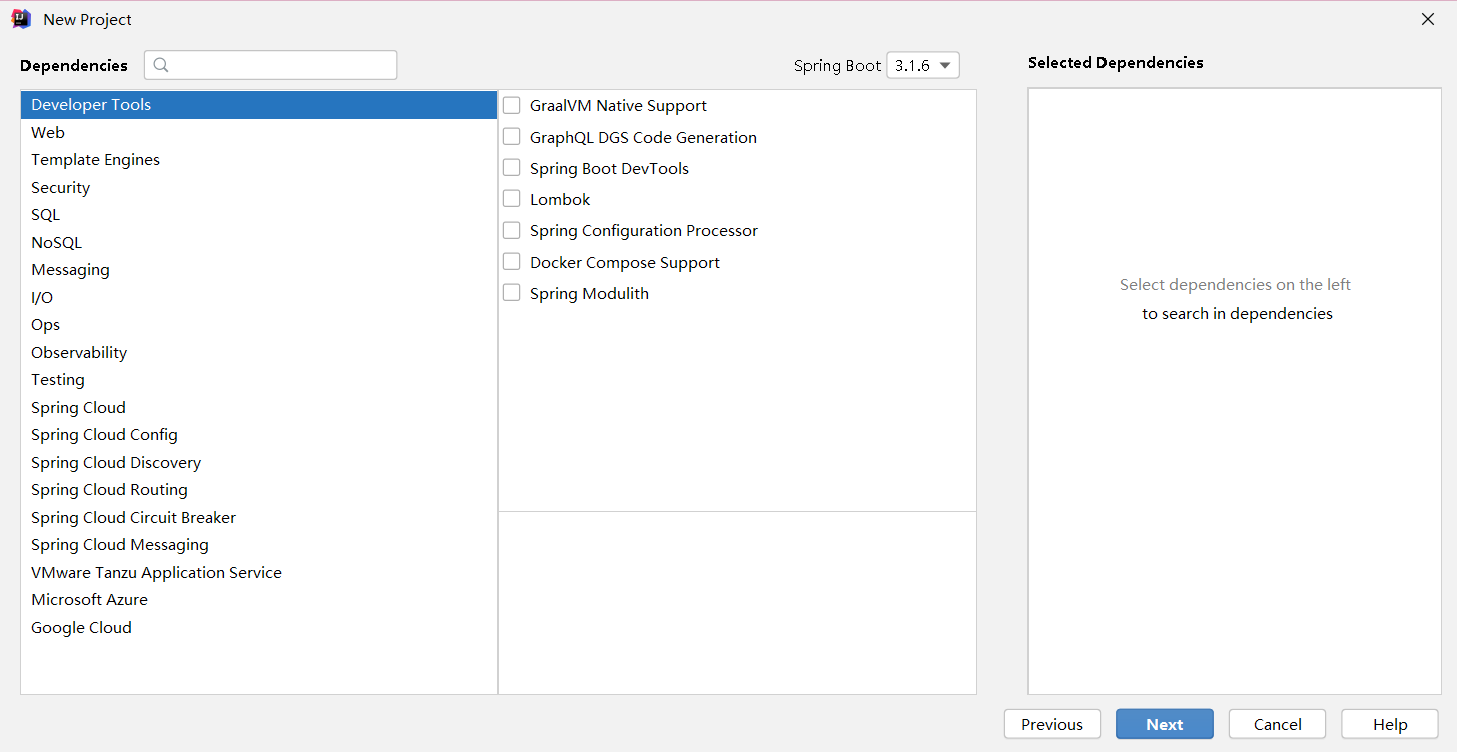 New Project
Dependencies
Spring Boot 3.1.6
Selected Dependencies
Developer Tools
Web
Template Engines
Security
SQL
NoSQL
Messaging
I/O
Ops
Observability
Testing
Spring Cloud
Spring Cloud Config
Spring Cloud Discovery
Spring Cloud Routing
Spring Cloud Circuit Breaker
Spring Cloud Messaging
VMware Tanzu Application Service
Microsoft Azure
Google Cloud
GraalVM Native Support
GraphQL DGS Code Generation
Spring Boot DevTools
Lombok
Spring Configuration Processor
Docker Compose Support
Spring Modulith
Select dependencies on the left
to search in dependencies
Previous
Next
Cancel
Help